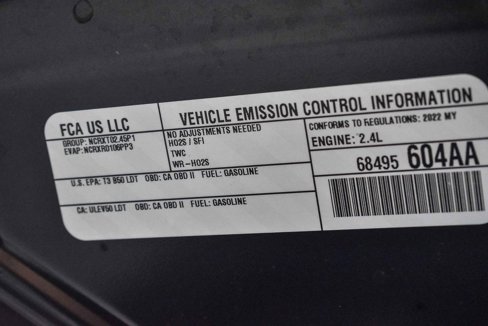 FCA US LLC
GROUP: NCRXT02.45P1
EVAP: NCRXR0106PP3
VEHICLE EMISSION CONTROL INFORMATION
NO ADJUSTMENTS NEEDED
HO2S / SFI
TWC
WR-HO2S
CONFORMS TO REGULATIONS: 2022 MY
ENGINE: 2.4L
68495 604AA
U.S. EPA: T3 B50 LDT OBD: CA OBD II FUEL: GASOLINE
CA: ULEV50 LDT OBD: CA OBD II FUEL: GASOLINE